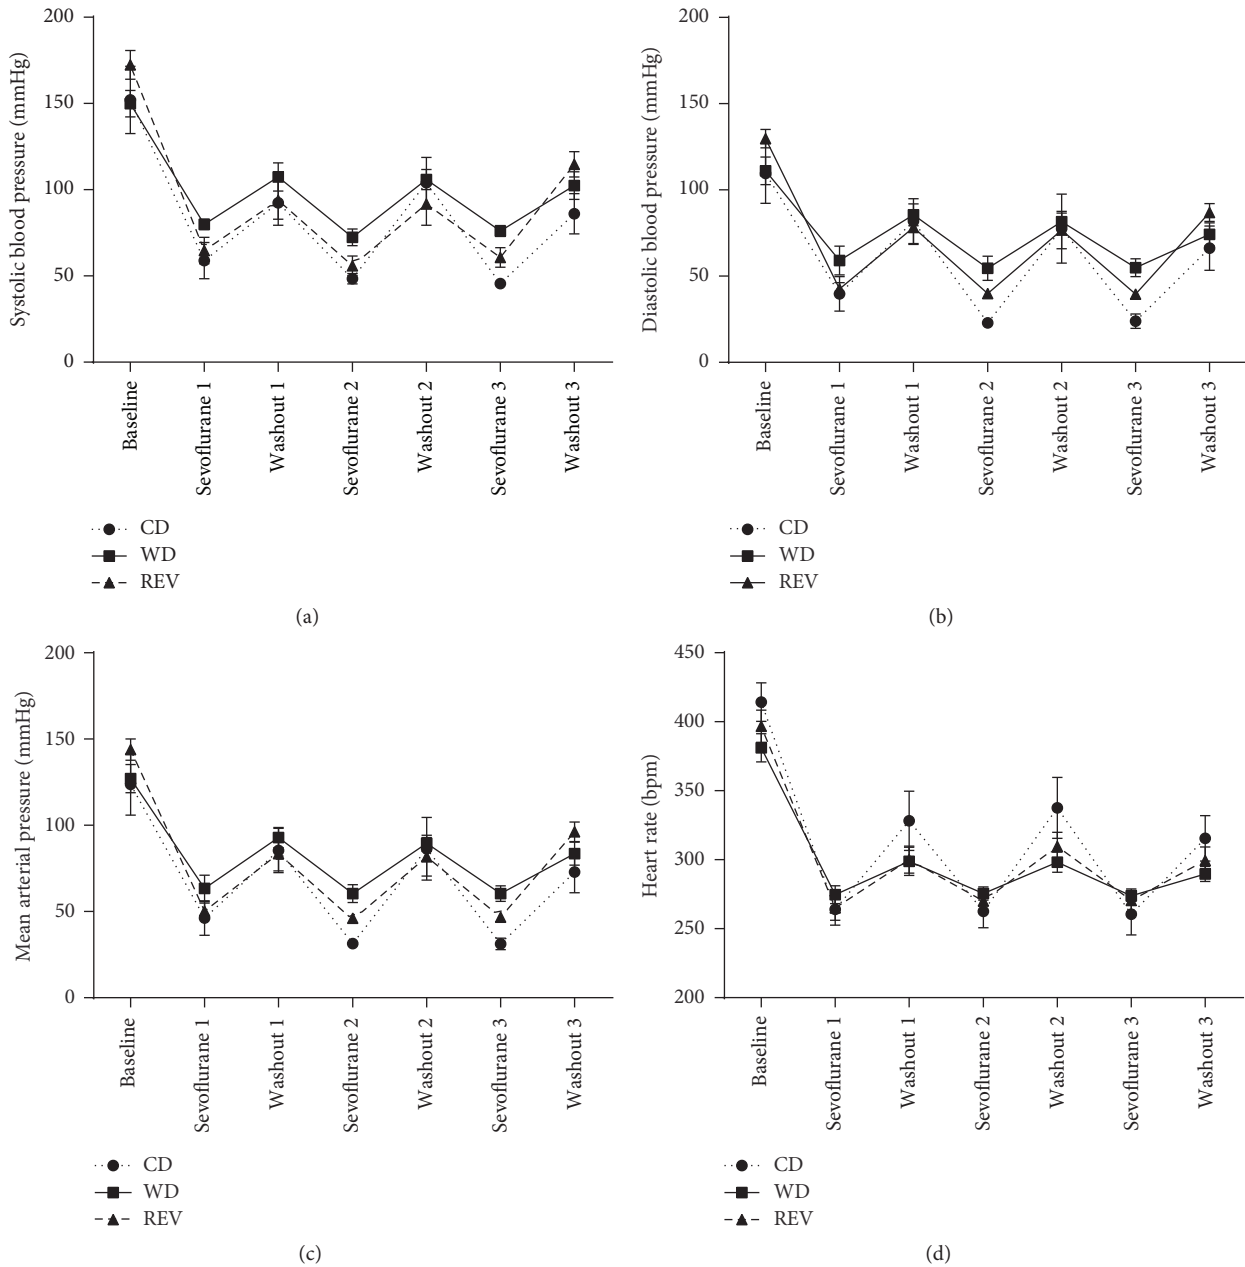 Systolic blood pressure (mmHg)
200
150
100
50
0
Baseline
Sevoflurane 1
Washout 1
Sevoflurane 2
Washout 2
Sevoflurane 3
Washout 3
CD
WD
REV
(a)
Diastolic blood pressure (mmHg)
200
150
100
50
0
Baseline
Sevoflurane 1
Washout 1
Sevoflurane 2
Washout 2
Sevoflurane 3
Washout 3
CD
WD
REV
(b)
Mean arterial pressure (mmHg)
200
150
100
50
0
Baseline
Sevoflurane 1
Washout 1
Sevoflurane 2
Washout 2
Sevoflurane 3
Washout 3
CD
WD
REV
(c)
Heart rate (bpm)
450
400
350
300
250
200
Baseline
Sevoflurane 1
Washout 1
Sevoflurane 2
Washout 2
Sevoflurane 3
Washout 3
CD
WD
REV
(d)